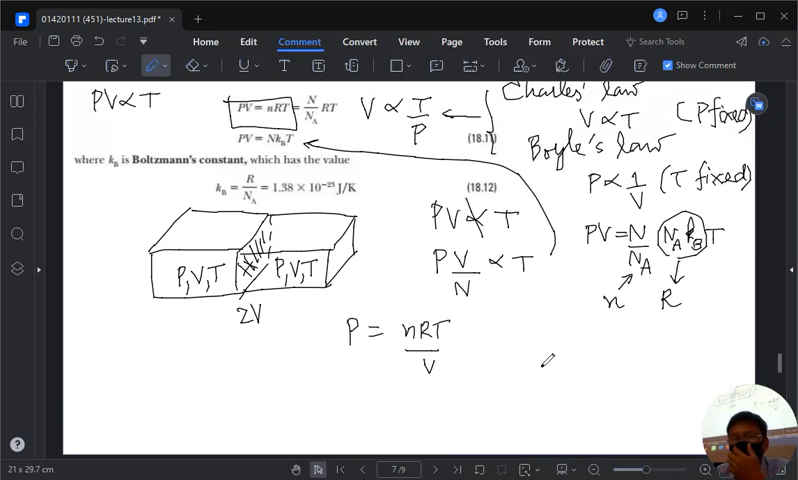 01420111 (451)-lecture13.pdf*
File
Home
Comment
Convert
View
Page
Tools
Form
Protect
Search Tools
Show Comment
PV∝T
PV = nRT = N/N_A RT
PV = Nk_BT
(18.11)
where k_B is Boltzmann's constant, which has the value
k_B = R/N_A = 1.38 × 10⁻²³ J/K
(18.12)
V ∝ T/P
Charles' law
V ∝ T (P fixed)
Boyle's law
P ∝ 1/V (T fixed)
PV = N/N_A N_A k_B T
n R
PV ∝ T
PV/N ∝ T
P,V,T P,V,T
2V
P = nRT/V
21 x 29.7 cm
7 /9